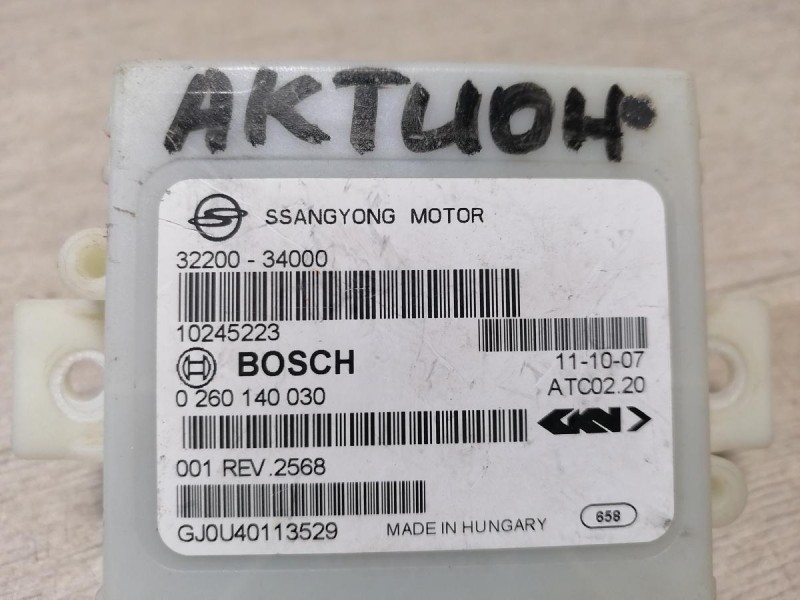 АКТИОН
SSANGYONG MOTOR
32200 - 34000
10245223
BOSCH
11-10-07
0 260 140 030
ATC02.20
GKN
001 REV.2568
GJ0U40113529
MADE IN HUNGARY
658